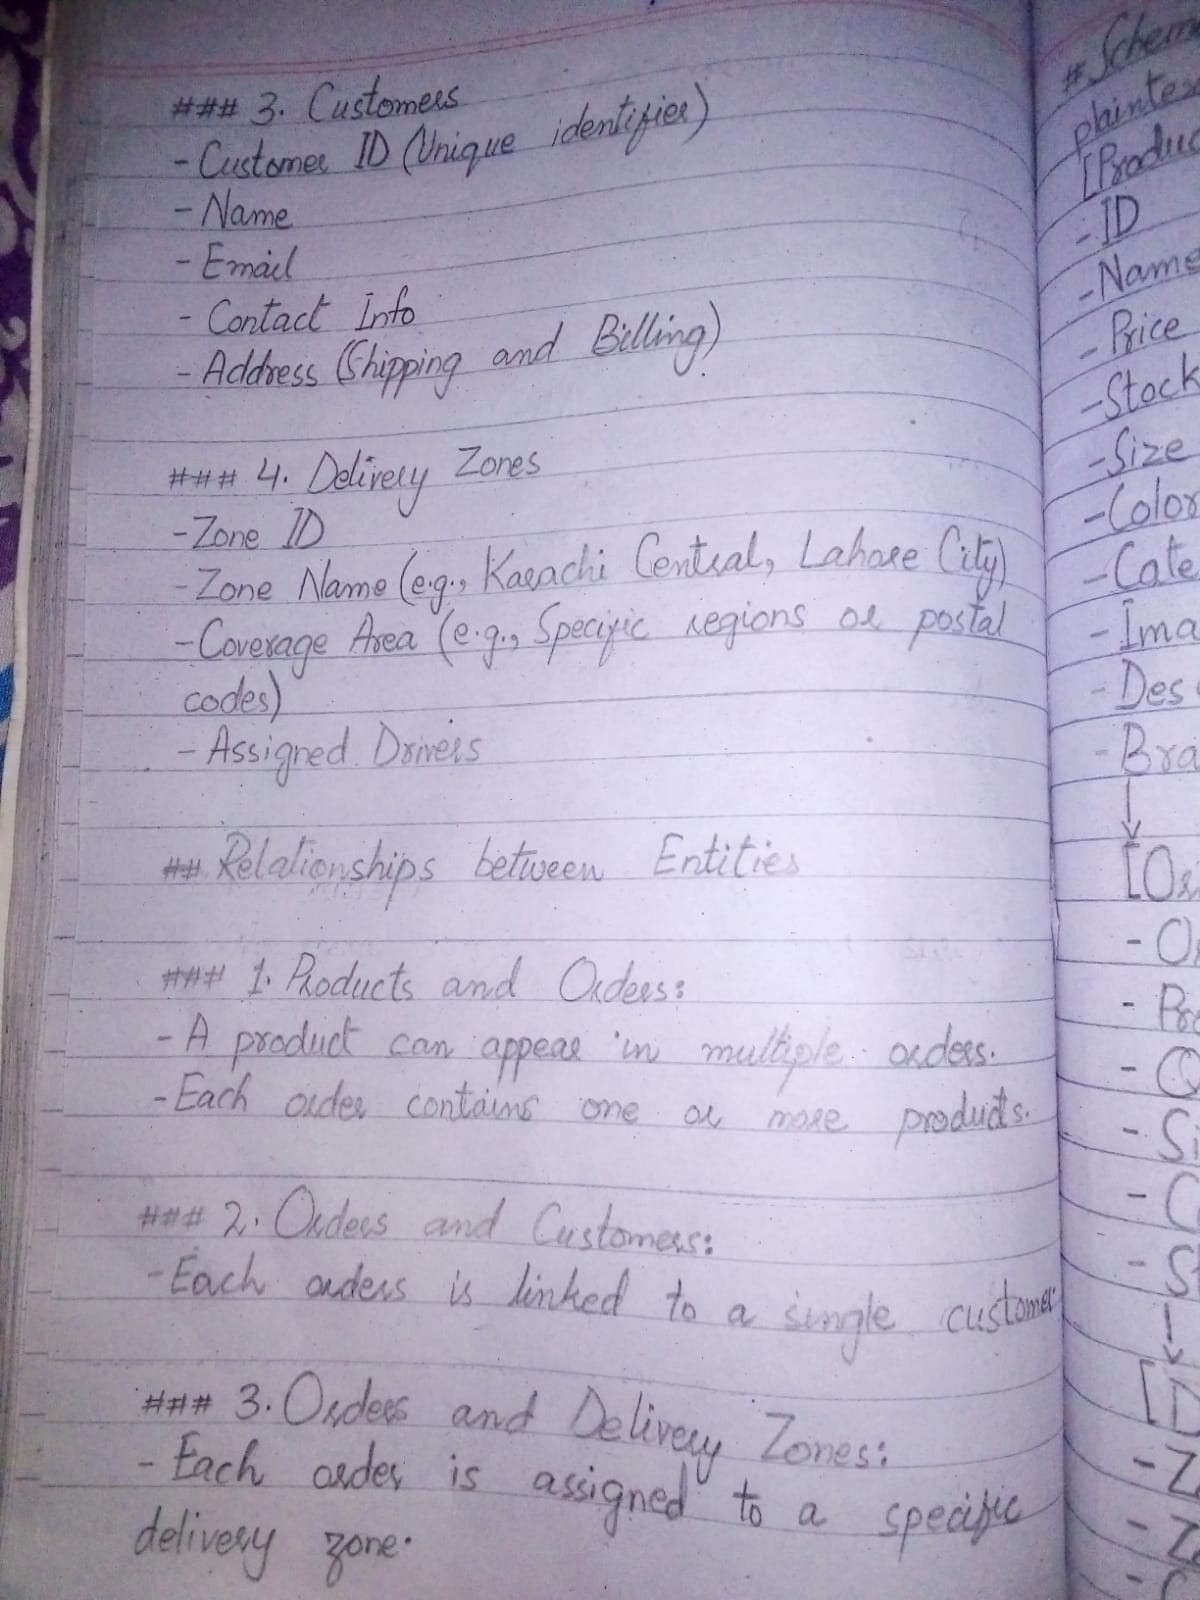 ### 3. Customers
- Customer ID (Unique identifier)
- Name
- Email
- Contact Info
- Address (Shipping and Billing)
### 4. Delivery Zones
- Zone ID
- Zone Name (e.g., Karachi Central, Lahore City)
- Coverage Area (e.g., Specific regions or postal
codes)
- Assigned Drivers
## Relationships between Entities
### 1. Products and Orders:
- A product can appear in multiple orders.
- Each order contains one or more products.
### 2. Orders and Customers:
- Each orders is linked to a single customer.
### 3. Orders and Delivery Zones:
- Each order is assigned to a specific
delivery zone.
# Schem
plaintex
[Produc
- ID
- Name
- Price
- Stock
- Size
- Color
- Cate
- Ima
- Des
- Bra
↓
[Or
- Or
- Pro
- Q
- Si
- C
- St
↓
[D
- Z
- Z